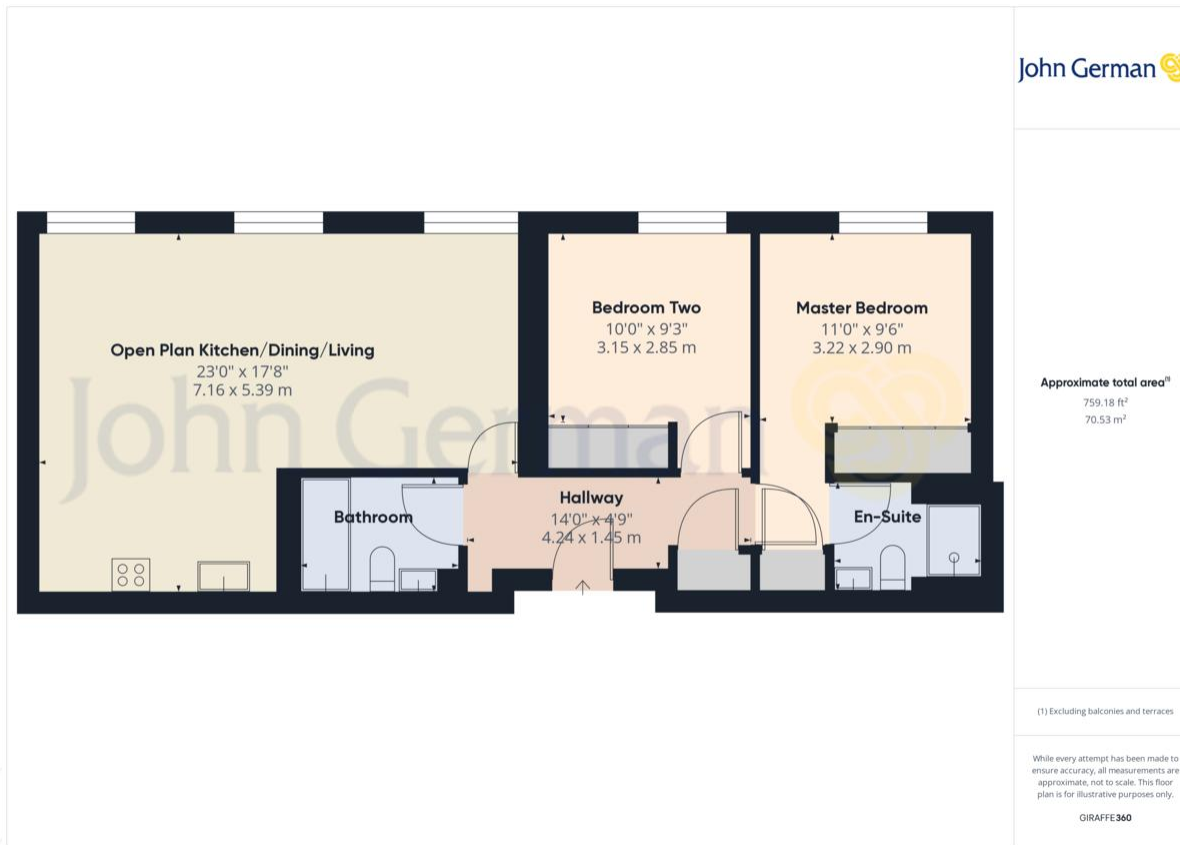 John German
Open Plan Kitchen/Dining/Living
23'0" x 17'8"
7.16 x 5.39 m
Bedroom Two
10'0" x 9'3"
3.15 x 2.85 m
Master Bedroom
11'0" x 9'6"
3.22 x 2.90 m
John German
Bathroom
Hallway
14'0" x 4'9"
4.24 x 1.45 m
En-Suite
Approximate total area⁽¹⁾
759.18 ft²
70.53 m²
(1) Excluding balconies and terraces
While every attempt has been made to
ensure accuracy, all measurements are
approximate, not to scale. This floor
plan is for illustrative purposes only.
GIRAFFE360